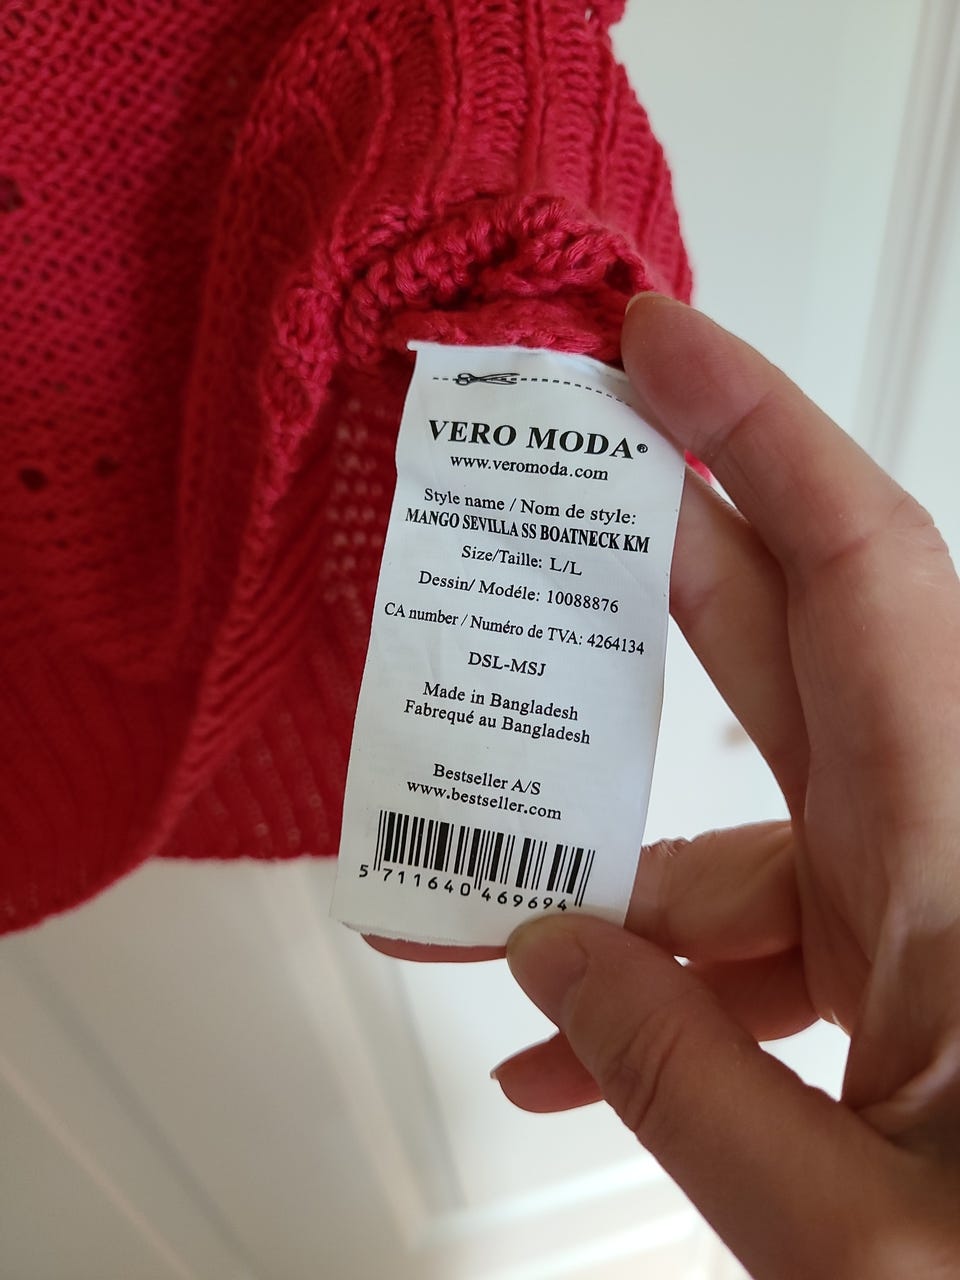 VERO MODA®
www.veromoda.com
Style name / Nom de style:
MANGO SEVILLA SS BOATNECK KM
Size/Taille: L/L
Dessin/ Modéle: 10088876
CA number / Numéro de TVA: 4264134
DSL-MSJ
Made in Bangladesh
Fabrequé au Bangladesh
Bestseller A/S
www.bestseller.com
5 711640 469694